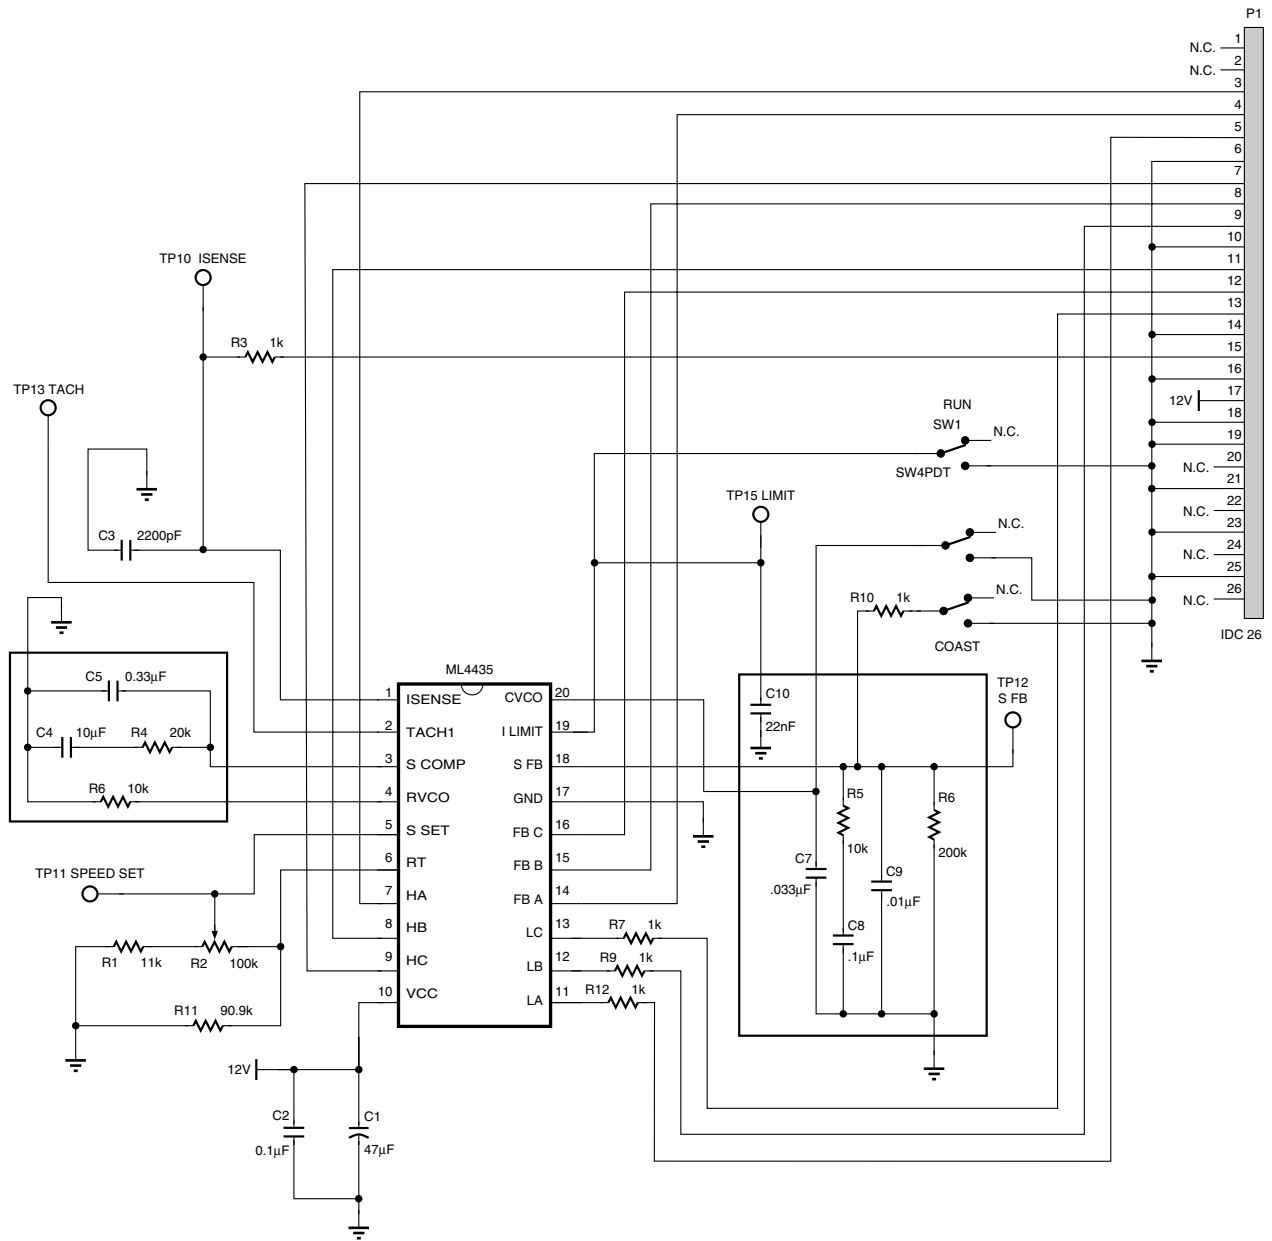 P1
1
N.C.
2
N.C.
3
4
5
6
7
8
9
10
11
12
13
14
15
16
17
12V
18
19
20
N.C.
21
22
N.C.
23
24
N.C.
25
26
N.C.
IDC 26
TP10 ISENSE
R3 1k
TP13 TACH
C3 2200pF
RUN
SW1
N.C.
SW4PDT
TP15 LIMIT
N.C.
R10 1k
N.C.
COAST
C5 0.33μF
C4 10μF R4 20k
R6 10k
TP11 SPEED SET
R1 11k R2 100k
R11 90.9k
ML4435
1 ISENSE
2 TACH1
3 S COMP
4 RVCO
5 S SET
6 RT
7 HA
8 HB
9 HC
10 VCC
CVCO 20
I LIMIT 19
S FB 18
GND 17
FB C 16
FB B 15
FB A 14
LC 13
LB 12
LA 11
R7 1k
R9 1k
R12 1k
12V
C2
0.1μF
C1
47μF
C10
22nF
TP12
S FB
R5
10k
R6
200k
C7
.033μF
C9
.01μF
C8
.1μF